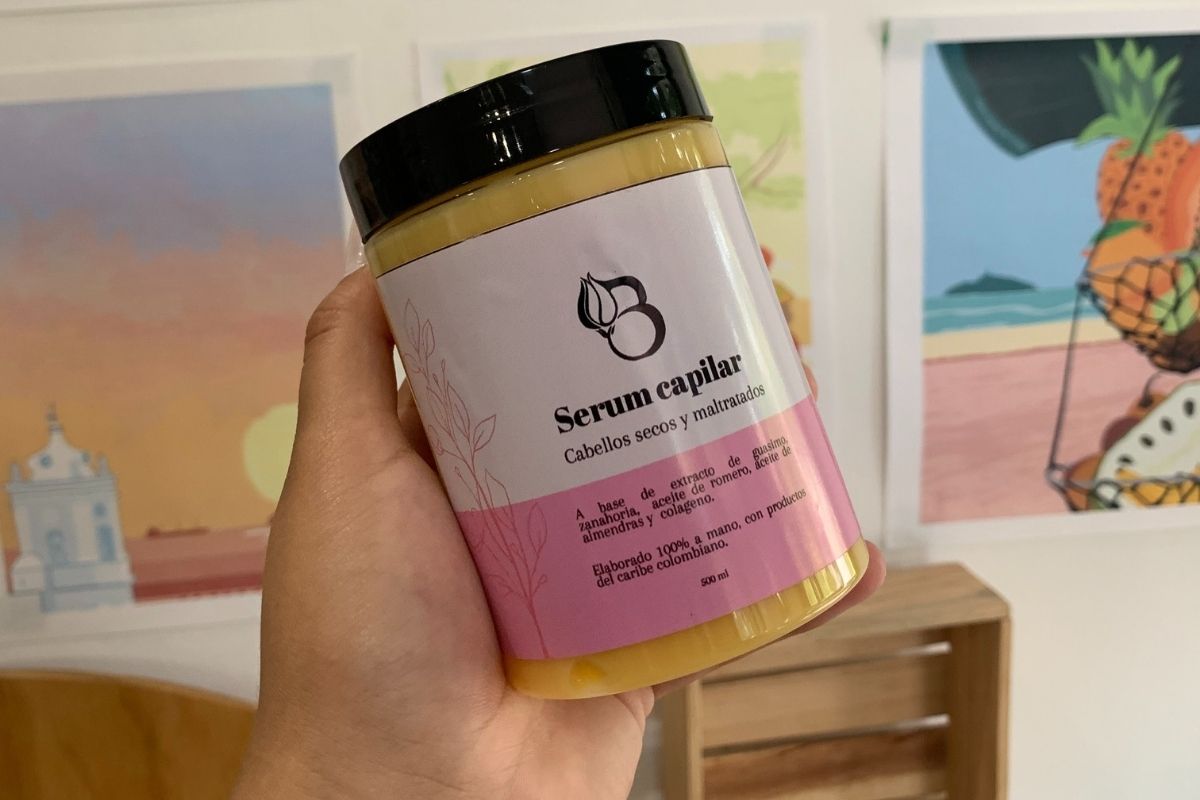 B
Serum capilar
Cabellos secos y maltratados
A base de extracto de guasimo,
zanahoria, aceite de romero, aceite de
almendras y colageno.
Elaborado 100% a mano, con productos
del caribe colombiano.
500 ml